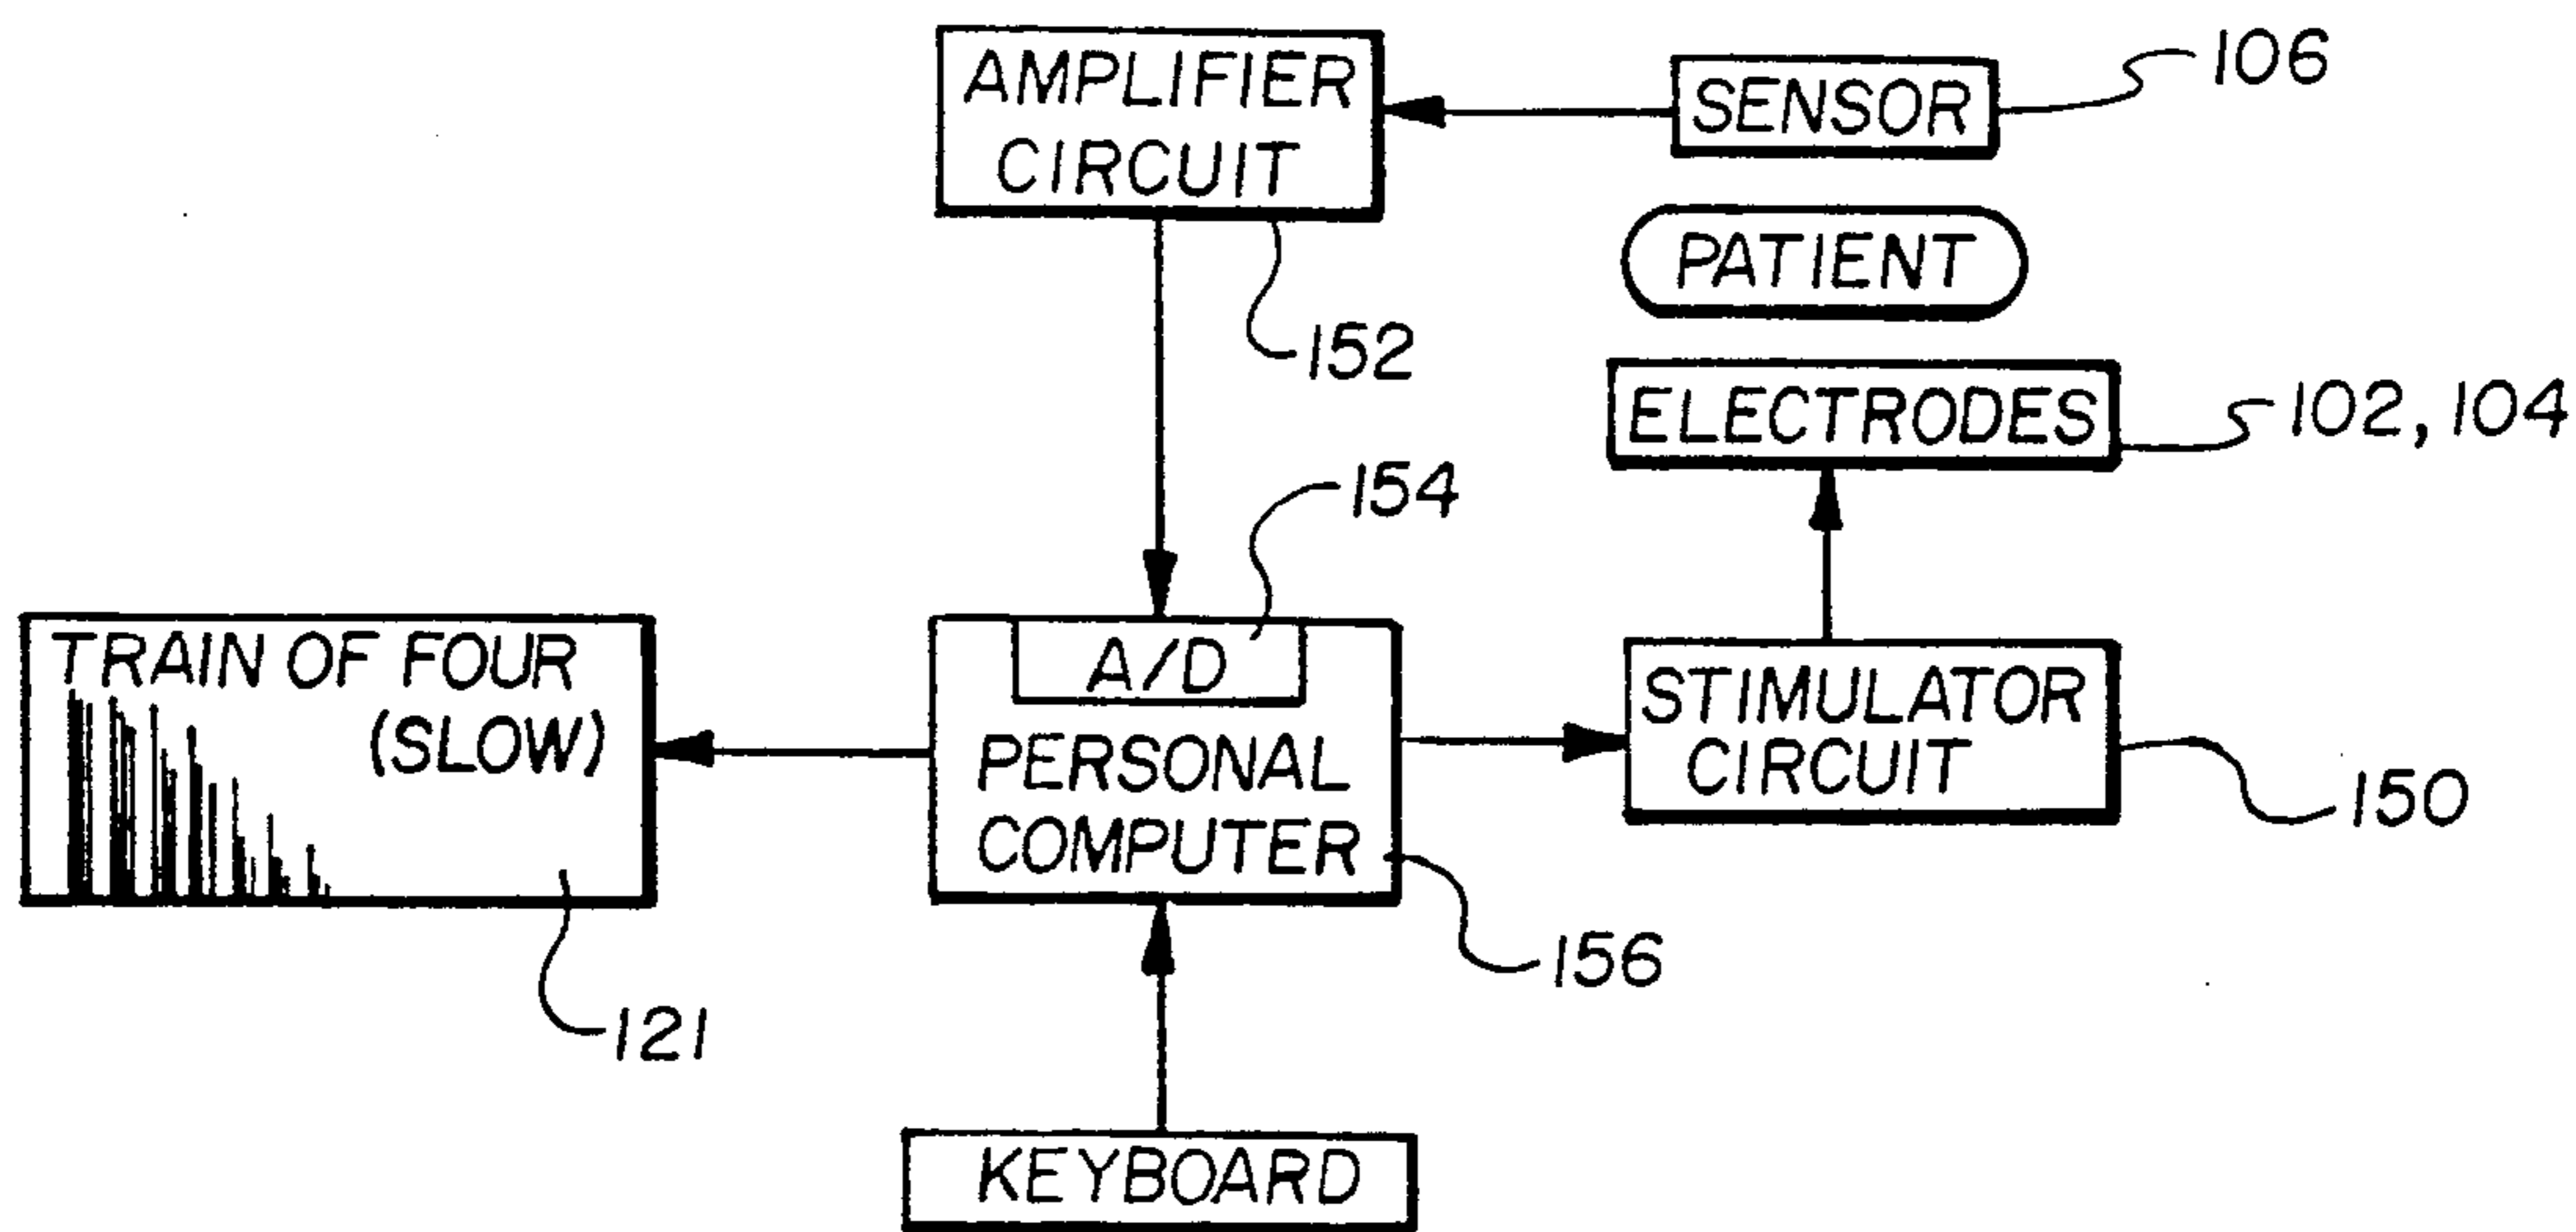 AMPLIFIER
CIRCUIT
SENSOR
106
PATIENT
152
ELECTRODES
102, 104
154
TRAIN OF FOUR
(SLOW)
A/D
PERSONAL
COMPUTER
STIMULATOR
CIRCUIT
150
156
121
KEYBOARD